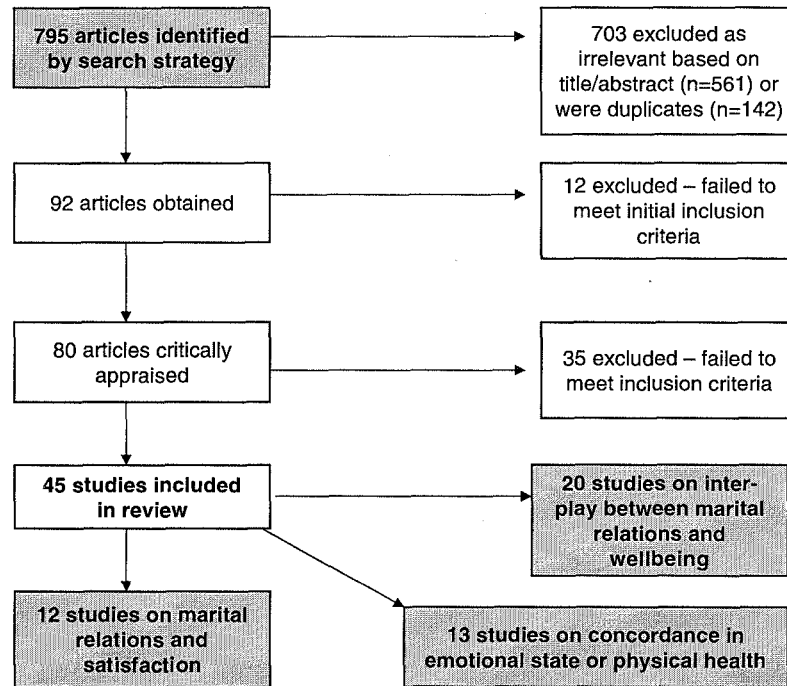 795 articles identified
by search strategy
703 excluded as
irrelevant based on
title/abstract (n=561) or
were duplicates (n=142)
92 articles obtained
12 excluded – failed to
meet initial inclusion
criteria
80 articles critically
appraised
35 excluded – failed to
meet inclusion criteria
45 studies included
in review
20 studies on inter-
play between marital
relations and
wellbeing
12 studies on marital
relations and
satisfaction
13 studies on concordance in
emotional state or physical health